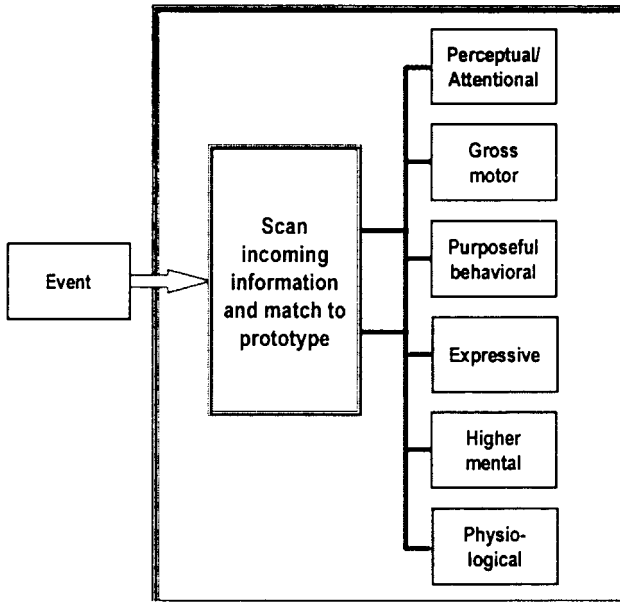 Event
Scan
incoming
information
and match to
prototype
Perceptual/
Attentional
Gross
motor
Purposeful
behavioral
Expressive
Higher
mental
Physio-
logical